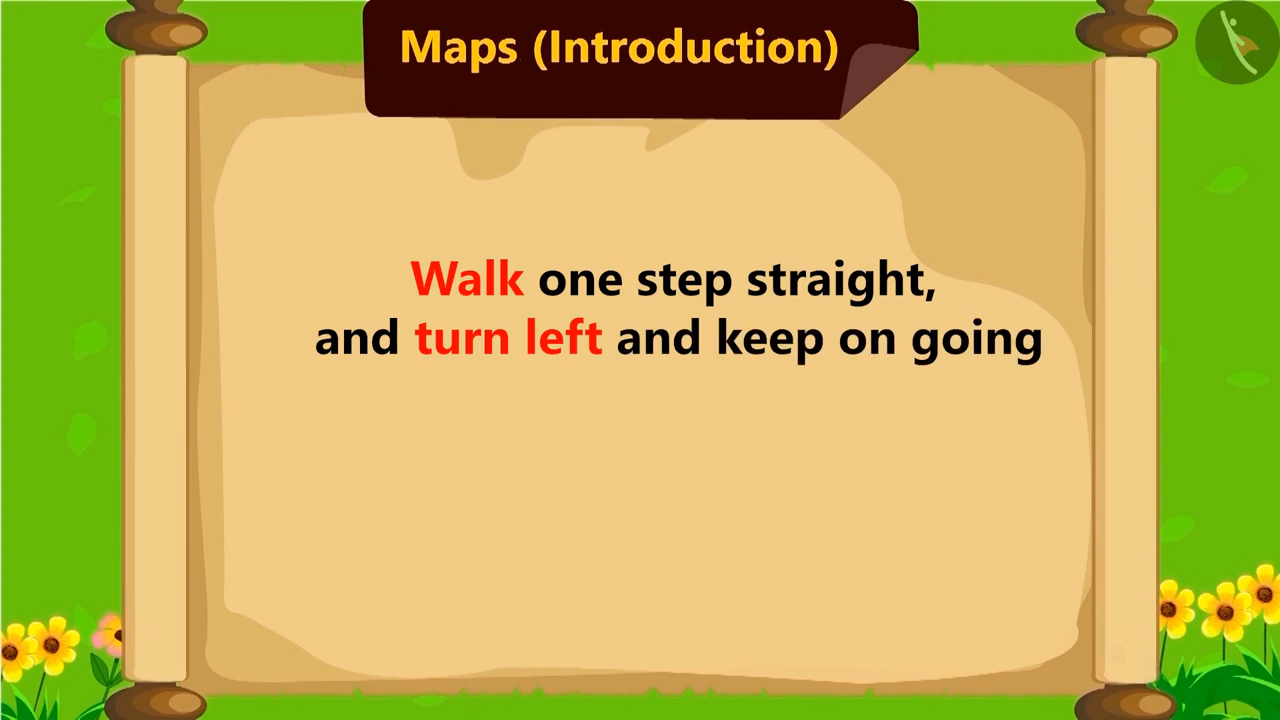 Maps (Introduction)
Walk one step straight,
and turn left and keep on going